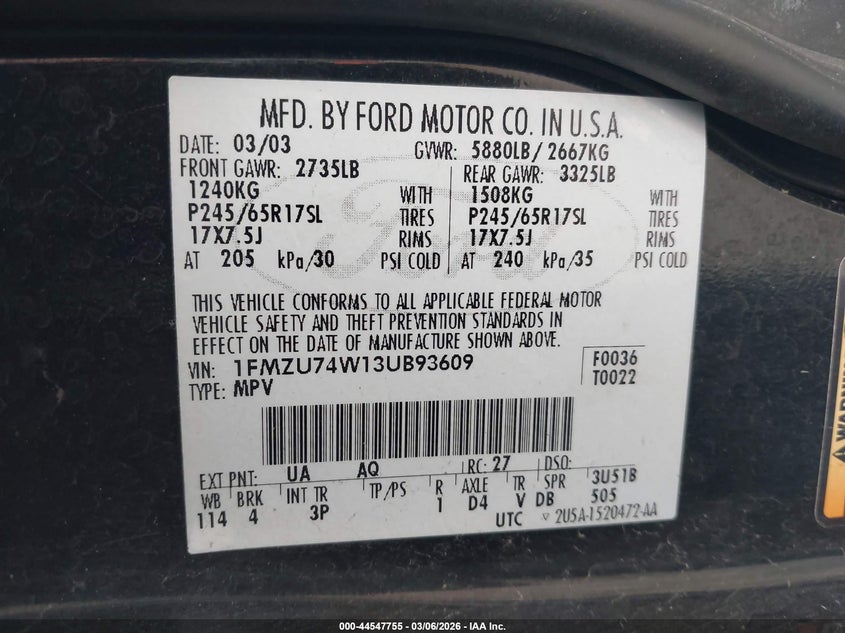 MFD. BY FORD MOTOR CO. IN U.S.A.
DATE: 03/03 GVWR: 5880LB/ 2667KG
FRONT GAWR: 2735LB REAR GAWR: 3325LB
1240KG WITH 1508KG WITH
P245/65R17SL TIRES P245/65R17SL TIRES
17X7.5J RIMS 17X7.5J RIMS
AT 205 kPa/30 PSI COLD AT 240 kPa/35 PSI COLD
THIS VEHICLE CONFORMS TO ALL APPLICABLE FEDERAL MOTOR
VEHICLE SAFETY AND THEFT PREVENTION STANDARDS IN
EFFECT ON THE DATE OF MANUFACTURE SHOWN ABOVE.
VIN: 1FMZU74W13UB93609 F0036
TYPE: MPV T0022
EXT PNT: UA AQ RC: 27 DSO:
WB BRK INT TR TP/PS R AXLE TR SPR 3U51B
114 4 3P 1 D4 V DB 505
UTC 2U5A-1520472-AA
Ford
WARNING
000-44547755 | 03/06/2026 | IAA Inc.